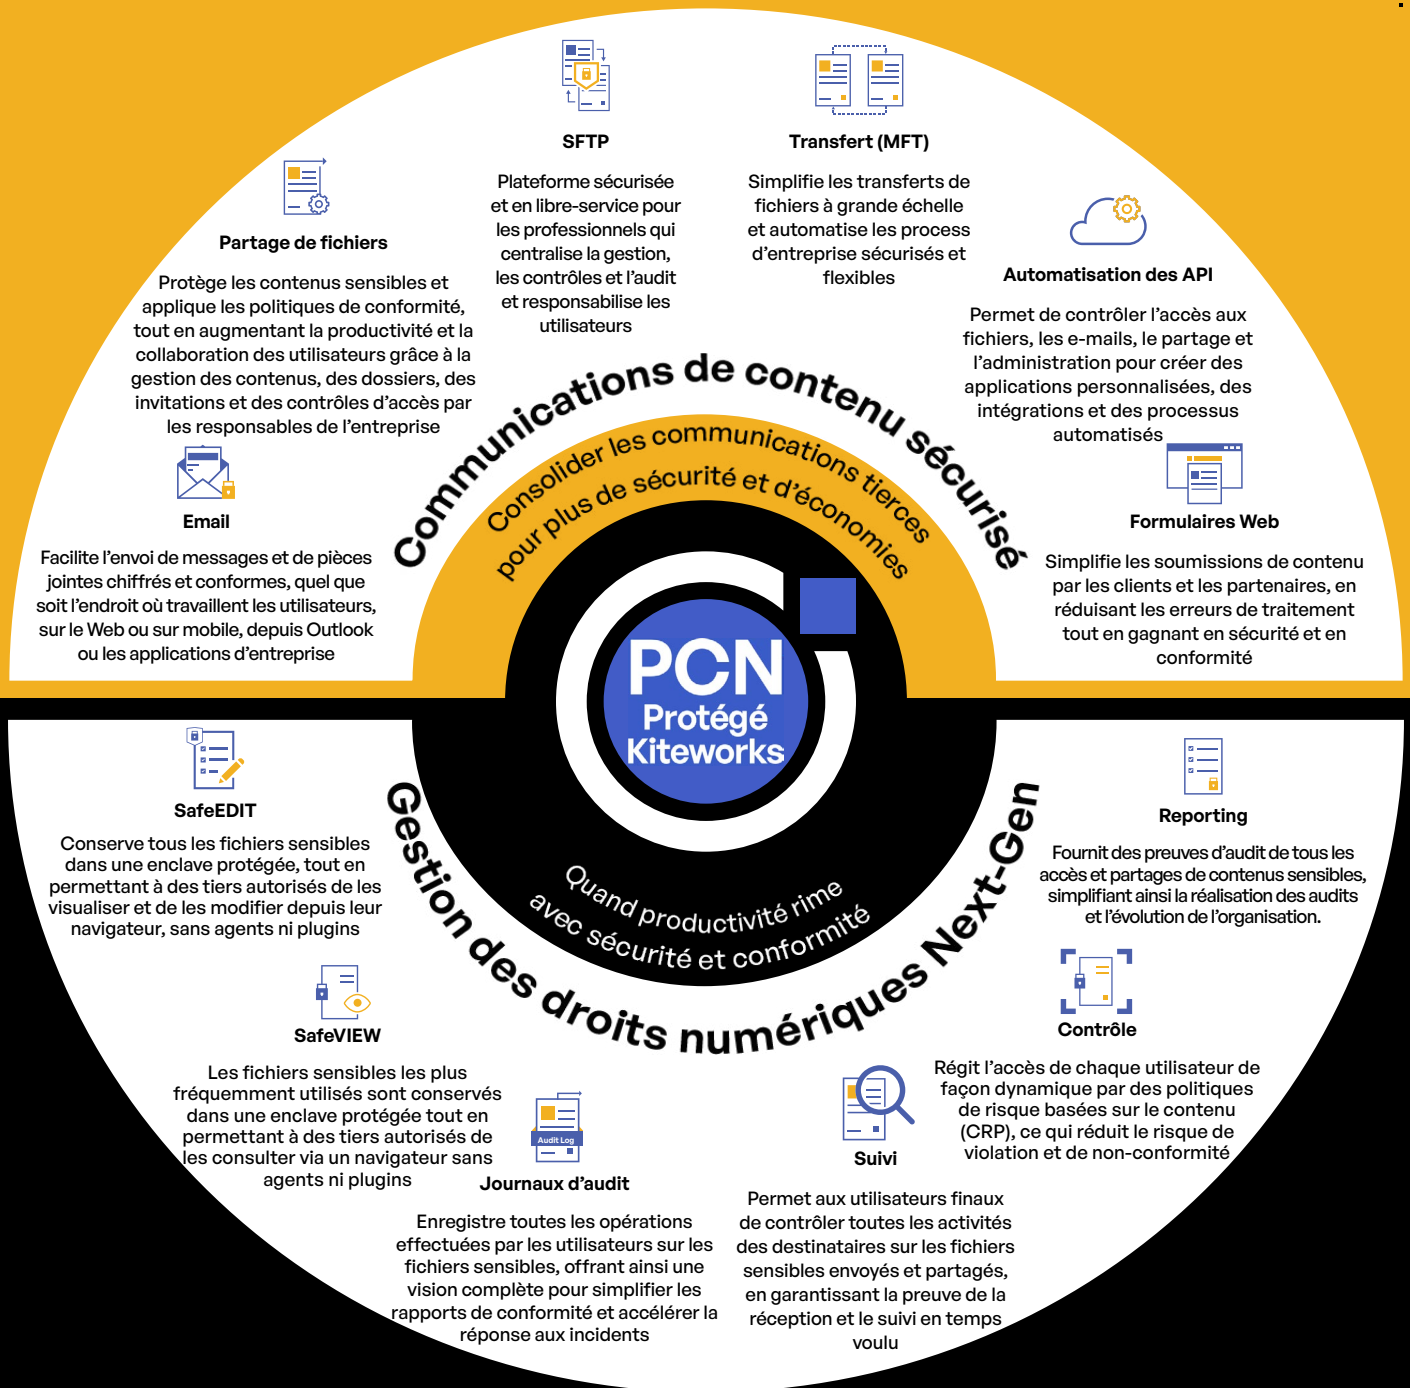 SFTP
Plateforme sécurisée
et en libre-service pour
les professionnels qui
centralise la gestion,
les contrôles et l'audit
et responsabilise les
utilisateurs
Transfert (MFT)
Simplifie les transferts de
fichiers à grande échelle
et automatise les process
d'entreprise sécurisés et
flexibles
Partage de fichiers
Protège les contenus sensibles et
applique les politiques de conformité,
tout en augmentant la productivité et la
collaboration des utilisateurs grâce à la
gestion des contenus, des dossiers, des
invitations et des contrôles d'accès par
les responsables de l'entreprise
Automatisation des API
Permet de contrôler l'accès aux
fichiers, les e-mails, le partage et
l'administration pour créer des
applications personnalisées, des
intégrations et des processus
automatisés
Email
Facilite l'envoi de messages et de pièces
jointes chiffrés et conformes, quel que
soit l'endroit où travaillent les utilisateurs,
sur le Web ou sur mobile, depuis Outlook
ou les applications d'entreprise
Formulaires Web
Simplifie les soumissions de contenu
par les clients et les partenaires, en
réduisant les erreurs de traitement
tout en gagnant en sécurité et en
conformité
Communications de contenu sécurisé
Consolider les communications tierces
pour plus de sécurité et d'économies
PCN
Protégé
Kiteworks
Quand productivité rime
avec sécurité et conformité
Gestion des droits numériques Next-Gen
SafeEDIT
Conserve tous les fichiers sensibles
dans une enclave protégée, tout en
permettant à des tiers autorisés de les
visualiser et de les modifier depuis leur
navigateur, sans agents ni plugins
Reporting
Fournit des preuves d'audit de tous les
accès et partages de contenus sensibles,
simplifiant ainsi la réalisation des audits
et l'évolution de l'organisation.
SafeVIEW
Les fichiers sensibles les plus
fréquemment utilisés sont conservés
dans une enclave protégée tout en
permettant à des tiers autorisés de
les consulter via un navigateur sans
agents ni plugins
Contrôle
Régit l'accès de chaque utilisateur de
façon dynamique par des politiques
de risque basées sur le contenu
(CRP), ce qui réduit le risque de
violation et de non-conformité
Audit Log
Journaux d'audit
Enregistre toutes les opérations
effectuées par les utilisateurs sur les
fichiers sensibles, offrant ainsi une
vision complète pour simplifier les
rapports de conformité et accélérer la
réponse aux incidents
Suivi
Permet aux utilisateurs finaux
de contrôler toutes les activités
des destinataires sur les fichiers
sensibles envoyés et partagés,
en garantissant la preuve de la
réception et le suivi en temps
voulu